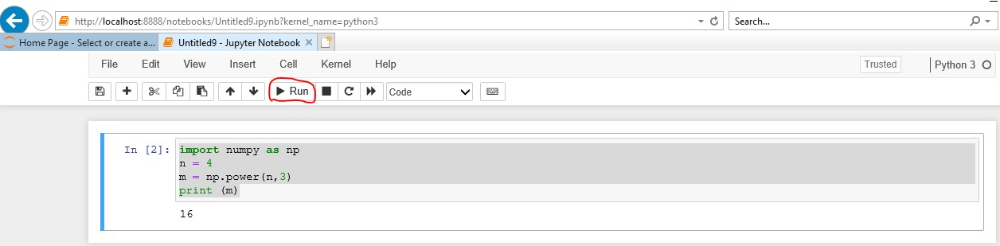 http://localhost:8888/notebooks/Untitled9.ipynb?kernel_name=python3
Search...
Home Page - Select or create a...
Untitled9 - Jupyter Notebook
File Edit View Insert Cell Kernel Help
Trusted
Python 3
Run
Code
In [2]: import numpy as np
n = 4
m = np.power(n,3)
print (m)
16